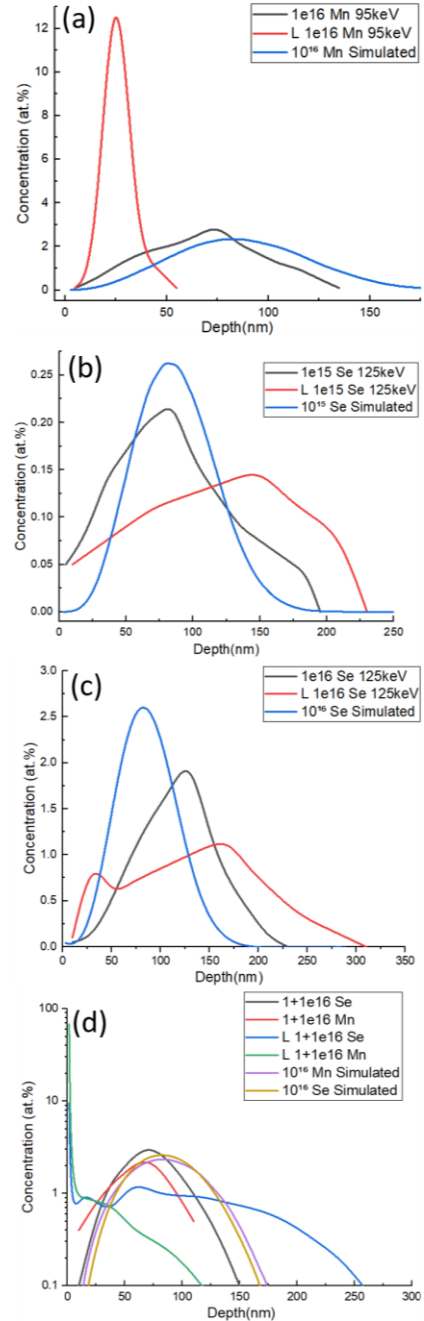 (a)
1e16 Mn 95keV
L 1e16 Mn 95keV
10¹⁶ Mn Simulated
Concentration (at.%)
12
10
8
6
4
2
0
0 50 100 150
Depth(nm)
(b)
1e15 Se 125keV
L 1e15 Se 125keV
10¹⁵ Se Simulated
Concentration (at.%)
0.25
0.20
0.15
0.10
0.05
0.00
0 50 100 150 200 250
Depth(nm)
(c)
1e16 Se 125keV
L 1e16 Se 125keV
10¹⁶ Se Simulated
Concentration (at.%)
3.0
2.5
2.0
1.5
1.0
0.5
0.0
0 50 100 150 200 250 300 350
Depth(nm)
(d)
1+1e16 Se
1+1e16 Mn
L 1+1e16 Se
L 1+1e16 Mn
10¹⁶ Mn Simulated
10¹⁶ Se Simulated
Concentration (at.%)
100
10
1
0.1
0 50 100 150 200 250 300
Depth(nm)